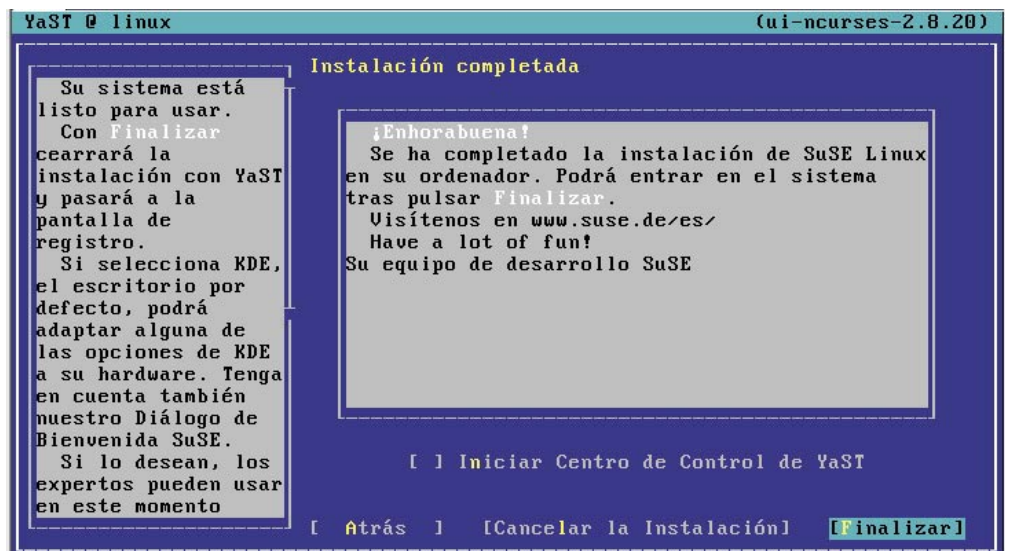 YaST @ linux (ui-ncurses-2.8.20)
Su sistema está
listo para usar.
Con Finalizar
cearrará la
instalación con YaST
y pasará a la
pantalla de
registro.
Si selecciona KDE,
el escritorio por
defecto, podrá
adaptar alguna de
las opciones de KDE
a su hardware. Tenga
en cuenta también
nuestro Diálogo de
Bienvenida SuSE.
Si lo desean, los
expertos pueden usar
en este momento
Instalación completada
¡Enhorabuena!
Se ha completado la instalación de SuSE Linux
en su ordenador. Podrá entrar en el sistema
tras pulsar Finalizar.
Visítenos en www.suse.de/es/
Have a lot of fun!
Su equipo de desarrollo SuSE
[ ] Iniciar Centro de Control de YaST
[ Atrás ] [Cancelar la Instalación] [Finalizar]